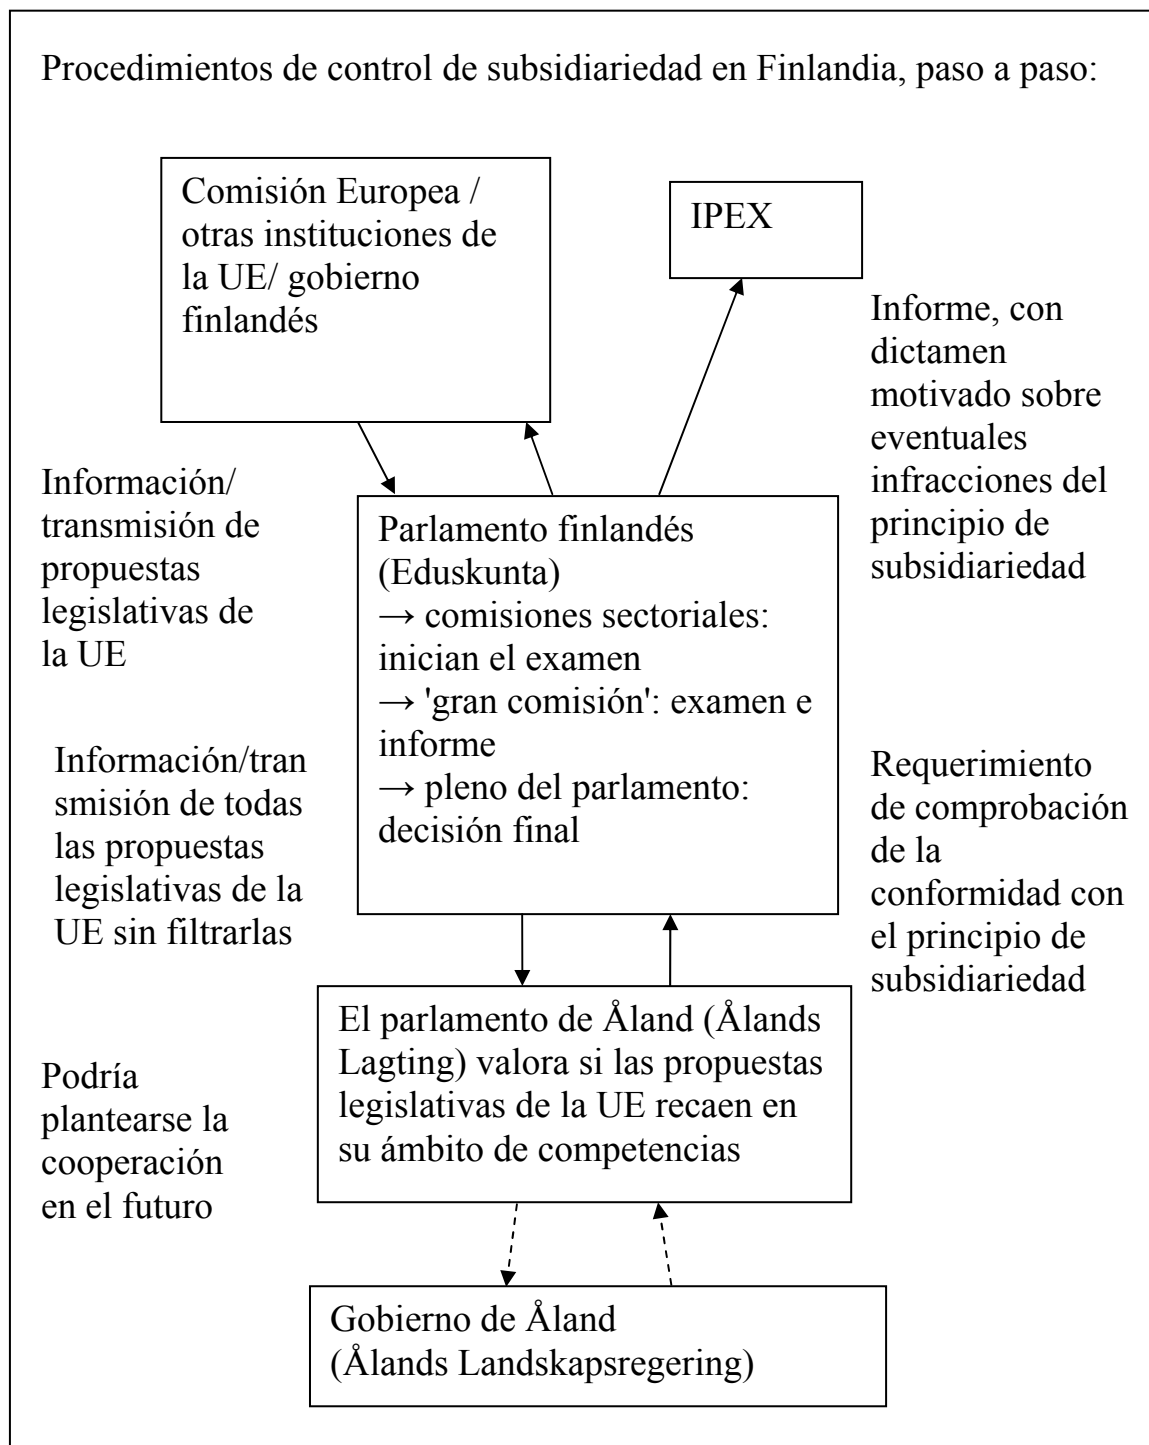 Procedimientos de control de subsidiariedad en Finlandia, paso a paso:
Comisión Europea /
otras instituciones de
la UE/ gobierno
finlandés
IPEX
Informe, con
dictamen
motivado sobre
eventuales
infracciones del
principio de
subsidiariedad
Información/
transmisión de
propuestas
legislativas de
la UE
Parlamento finlandés
(Eduskunta)
→ comisiones sectoriales:
inician el examen
→ 'gran comisión': examen e
informe
→ pleno del parlamento:
decisión final
Información/tran
smisión de todas
las propuestas
legislativas de la
UE sin filtrarlas
Requerimiento
de comprobación
de la
conformidad con
el principio de
subsidiariedad
El parlamento de Åland (Ålands
Lagting) valora si las propuestas
legislativas de la UE recaen en
su ámbito de competencias
Podría
plantearse la
cooperación
en el futuro
Gobierno de Åland
(Ålands Landskapsregering)